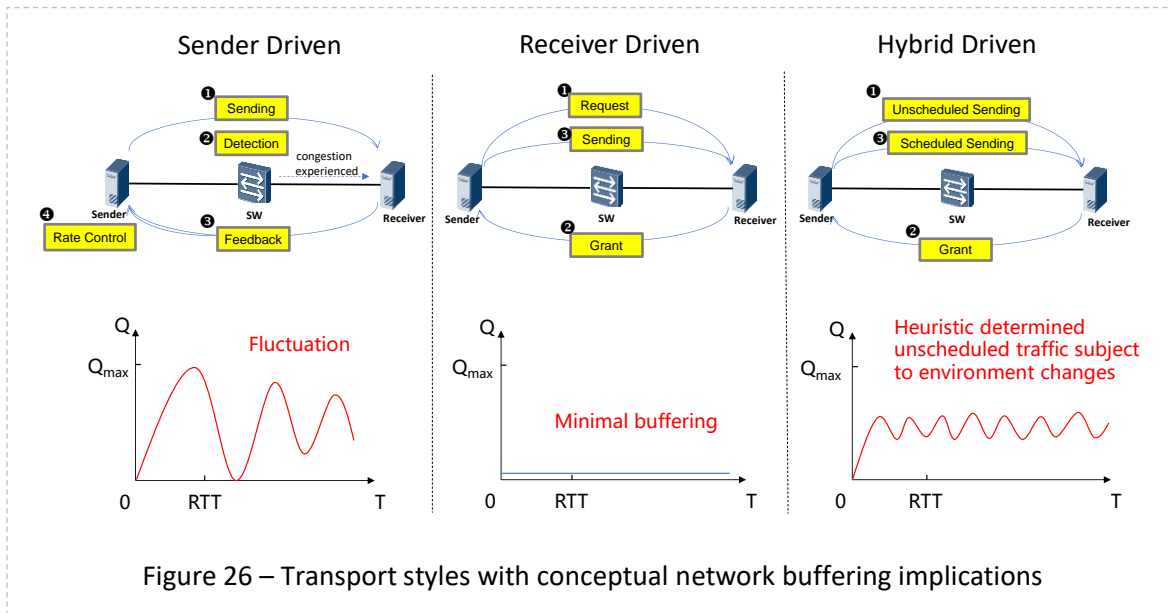 Sender Driven
❶
Sending
❷
Detection
congestion
experienced
Sender
SW
Receiver
❹
Rate Control
❸
Feedback
Q
Qmax
Fluctuation
0
RTT
T
Receiver Driven
❶
Request
❸
Sending
Sender
SW
Receiver
❷
Grant
Q
Qmax
Minimal buffering
0
RTT
T
Hybrid Driven
❶
Unscheduled Sending
❸
Scheduled Sending
Sender
SW
Receiver
❷
Grant
Q
Qmax
Heuristic determined
unscheduled traffic subject
to environment changes
0
RTT
T
Figure 26 – Transport styles with conceptual network buffering implications